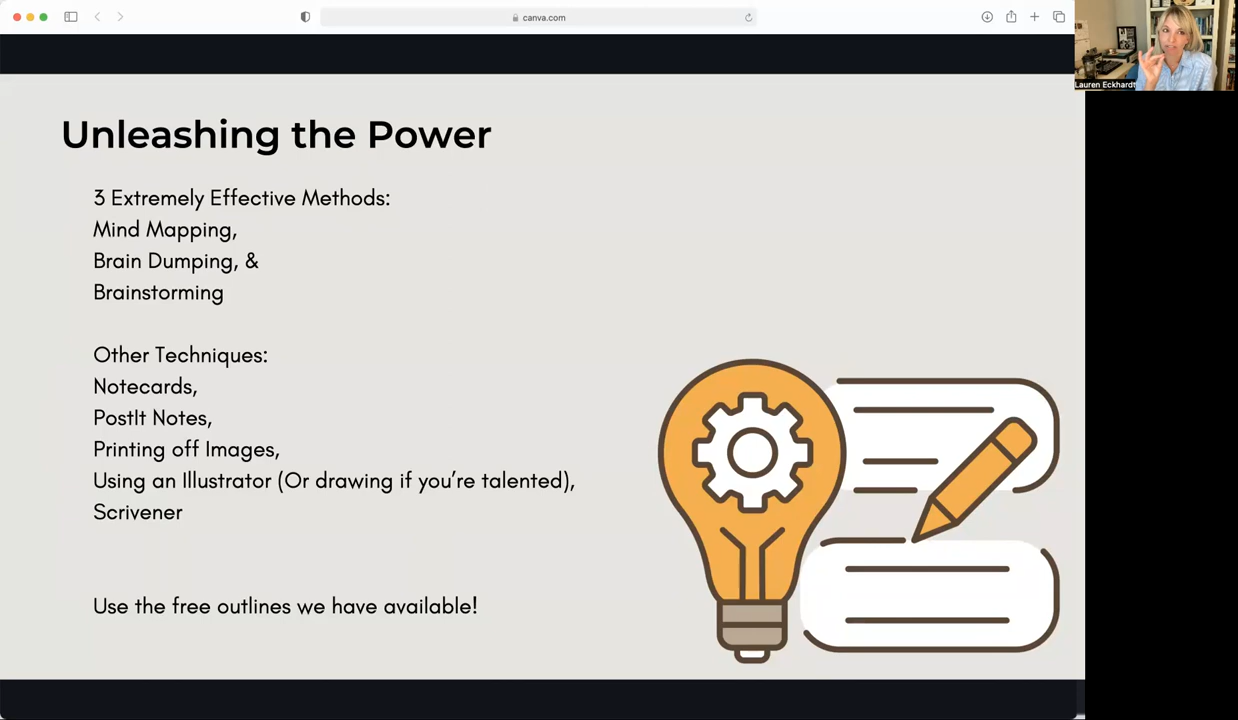 canva.com
Lauren Eckhardt
Unleashing the Power
3 Extremely Effective Methods:
Mind Mapping,
Brain Dumping, &
Brainstorming
Other Techniques:
Notecards,
PostIt Notes,
Printing off Images,
Using an Illustrator (Or drawing if you’re talented),
Scrivener
Use the free outlines we have available!